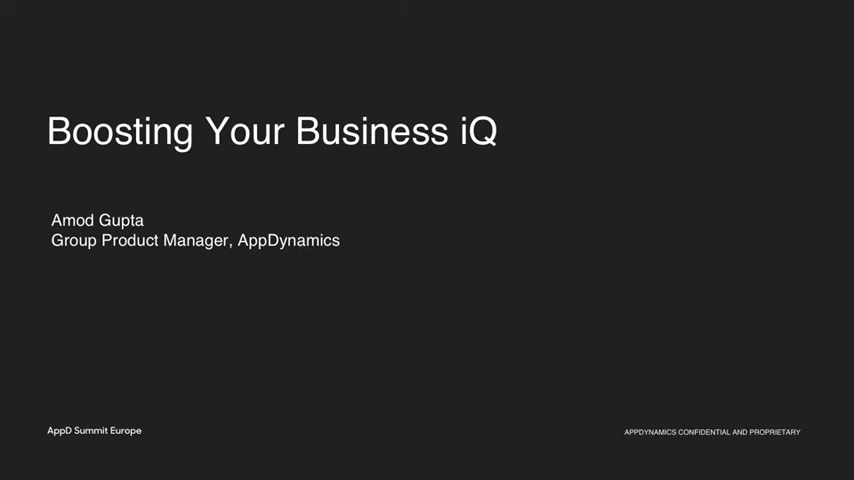 Boosting Your Business iQ
Amod Gupta
Group Product Manager, AppDynamics
AppD Summit Europe
APPDYNAMICS CONFIDENTIAL AND PROPRIETARY